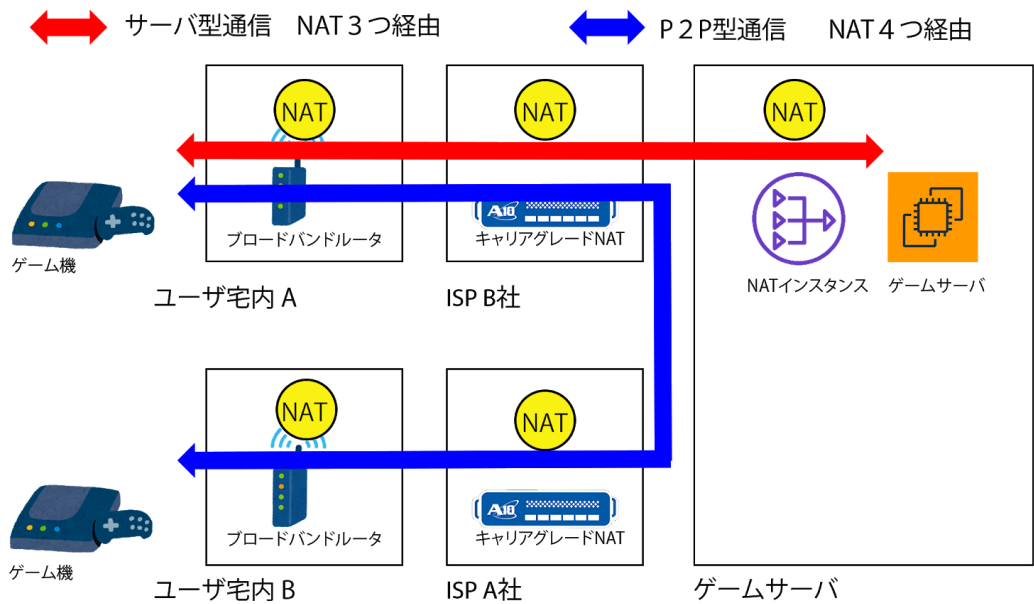 サーバ型通信　NAT３つ経由
P２P型通信　　NAT４つ経由
NAT
NAT
NAT
A10
ゲーム機
ブロードバンドルータ
キャリアグレードNAT
NATインスタンス
ゲームサーバ
ユーザ宅内 A
ISP B社
NAT
NAT
A10
ゲーム機
ブロードバンドルータ
キャリアグレードNAT
ユーザ宅内 B
ISP A社
ゲームサーバ